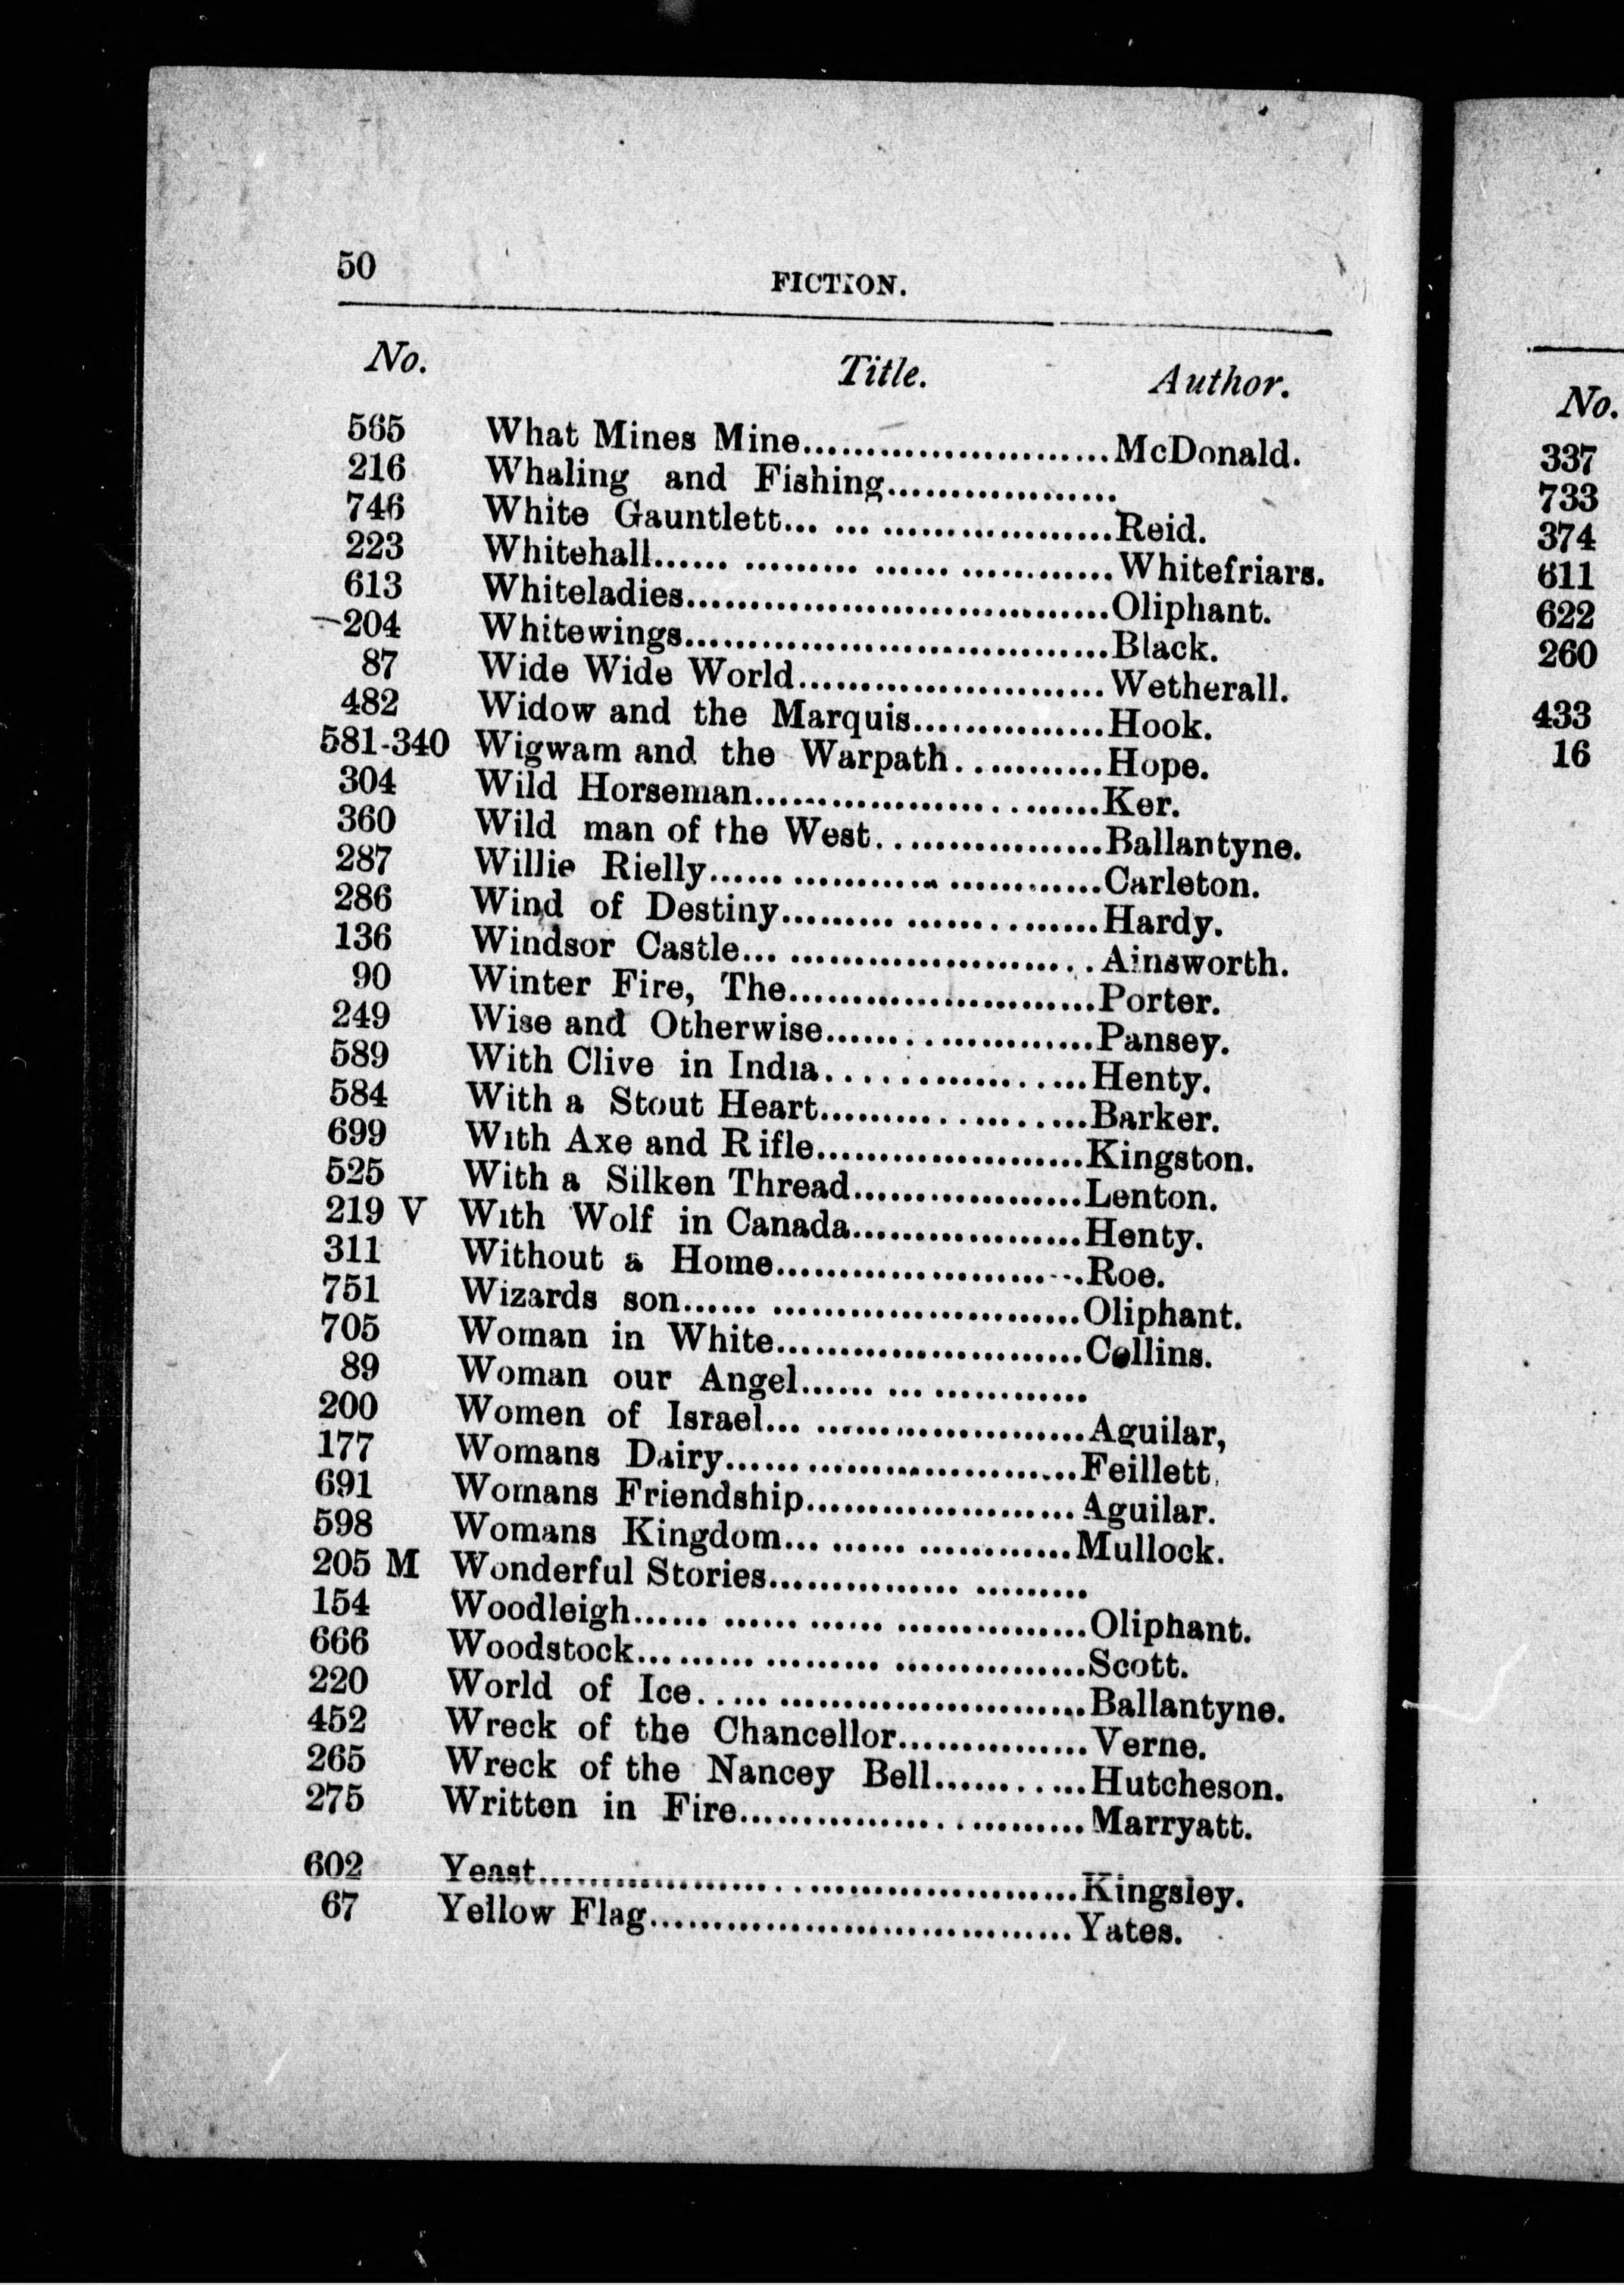 50
FICTION.
No. Title. Author.
565 What Mines Mine..............................McDonald.
216 Whaling and Fishing.....................
746 White Gauntlett... ... .....................Reid.
223 Whitehall...... ......... ...... ............Whitefriars.
613 Whiteladies....................................Oliphant.
204 Whitewings....................................Black.
87 Wide Wide World...........................Wetherall.
482 Widow and the Marquis................Hook.
581-340 Wigwam and the Warpath............Hope.
304 Wild Horseman..............................Ker.
360 Wild man of the West...................Ballantyne.
287 Willie Rielly...... ............ ............Carleton.
286 Wind of Destiny......... ...............Hardy.
136 Windsor Castle... ..........................Ainsworth.
90 Winter Fire, The...........................Porter.
249 Wise and Otherwise......................Pansey.
589 With Clive in India......................Henty.
584 With a Stout Heart......................Barker.
699 With Axe and Rifle......................Kingston.
525 With a Silken Thread...................Lenton.
219 V With Wolf in Canada...................Henty.
311 Without a Home..........................Roe.
751 Wizards son...... ..........................Oliphant.
705 Woman in White..........................Collins.
89 Woman our Angel...... ... ............
200 Women of Israel... ......................Aguilar,
177 Womans Dairy...... ......................Feillett.
691 Womans Friendship......................Aguilar.
598 Womans Kingdom... ...... ............Mullock.
205 M Wonderful Stories............... .........
154 Woodleigh...... ...... ...... ...............Oliphant.
666 Woodstock......... ......... ...............Scott.
220 World of Ice...... .........................Ballantyne.
452 Wreck of the Chancellor...............Verne.
265 Wreck of the Nancey Bell............Hutcheson.
275 Written in Fire............................Marryatt.
602 Yeast...........................................Kingsley.
67 Yellow Flag..................................Yates.
No.
337
733
374
611
622
260
433
16